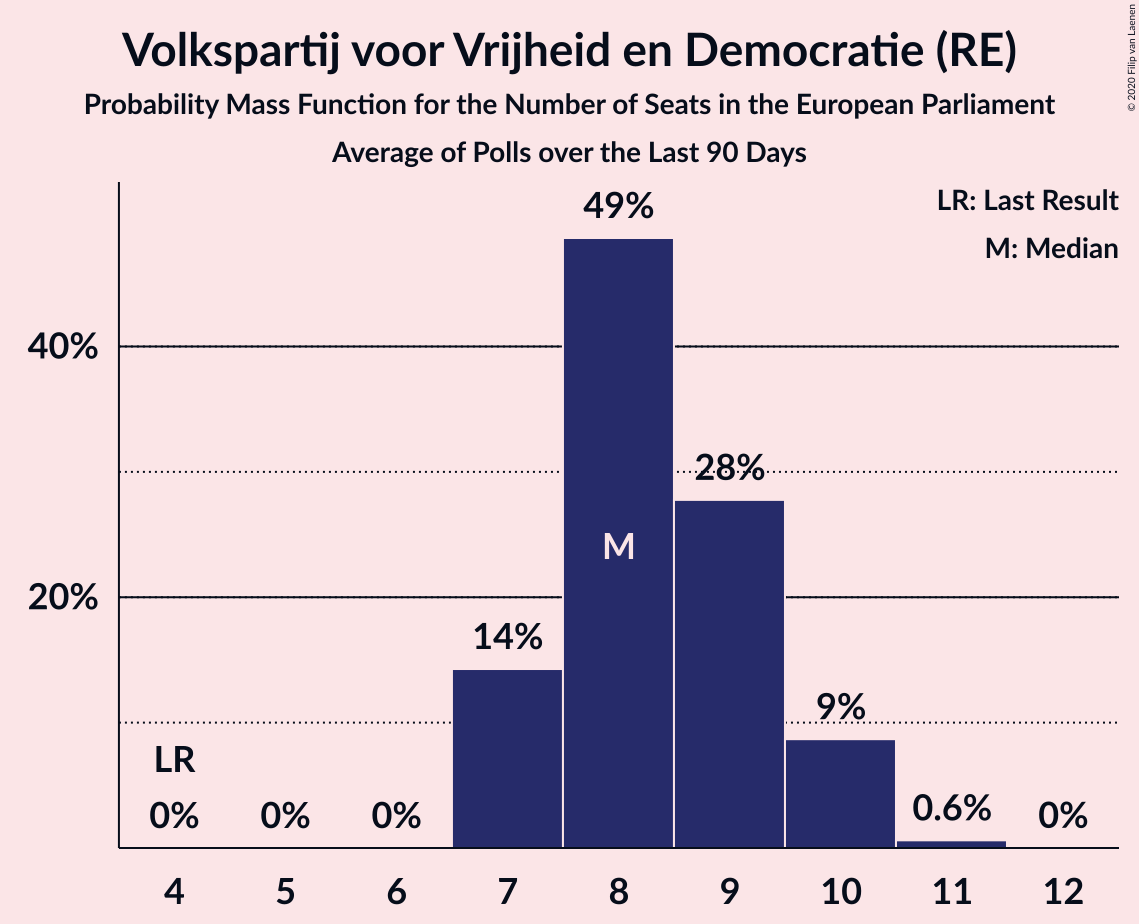 Volkspartij voor Vrijheid en Democratie (RE)
Probability Mass Function for the Number of Seats in the European Parliament
Average of Polls over the Last 90 Days
© 2020 Filip van Laenen
LR: Last Result
M: Median
49%
40%
28%
M
20%
14%
9%
LR
0%
0%
0%
0.6%
0%
4
5
6
7
8
9
10
11
12